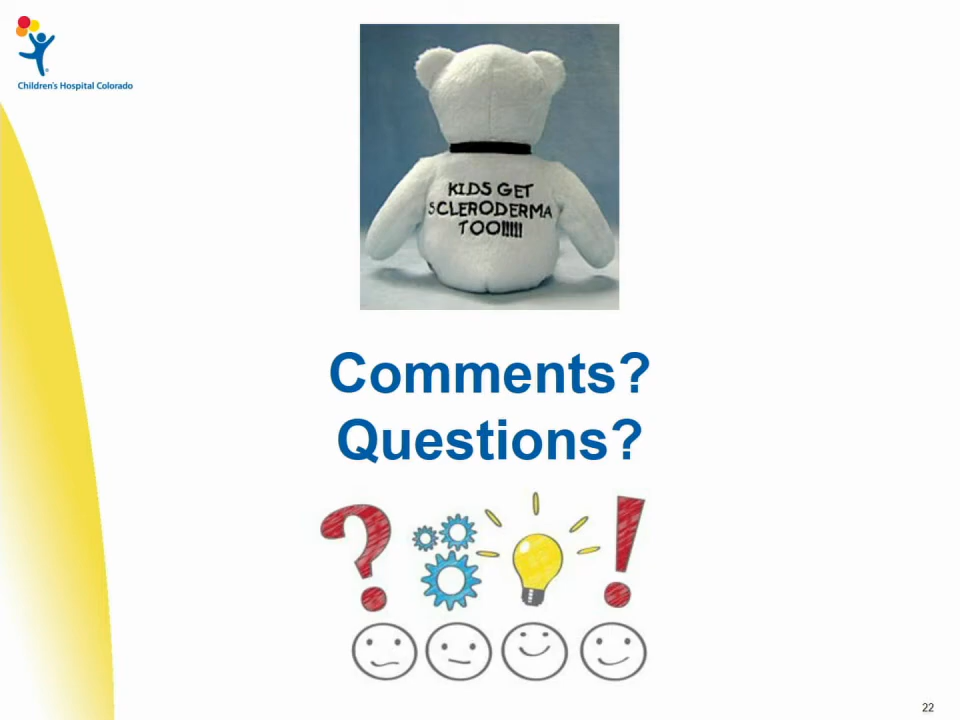 Children's Hospital Colorado
KIDS GET
SCLERODERMA
TOO!!!!!
Comments?
Questions?
?
!
22